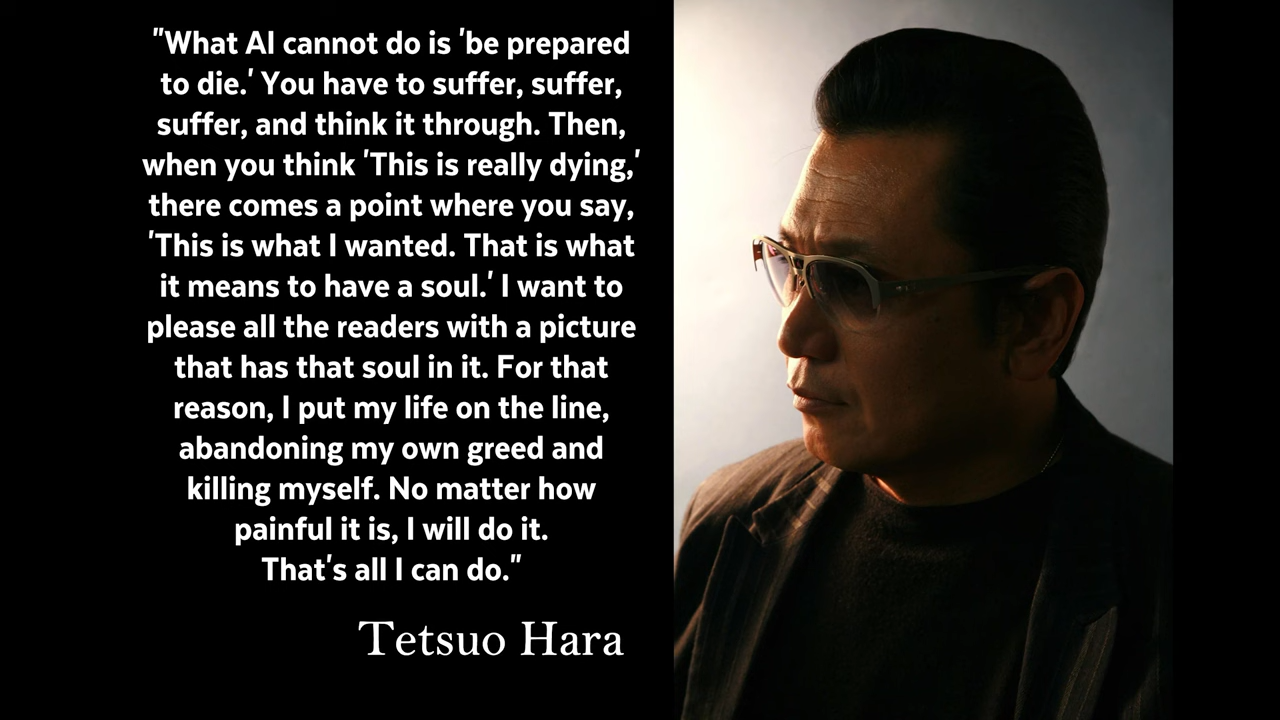 "What AI cannot do is 'be prepared
to die.' You have to suffer, suffer,
suffer, and think it through. Then,
when you think 'This is really dying,'
there comes a point where you say,
'This is what I wanted. That is what
it means to have a soul.' I want to
please all the readers with a picture
that has that soul in it. For that
reason, I put my life on the line,
abandoning my own greed and
killing myself. No matter how
painful it is, I will do it.
That's all I can do."
Tetsuo Hara